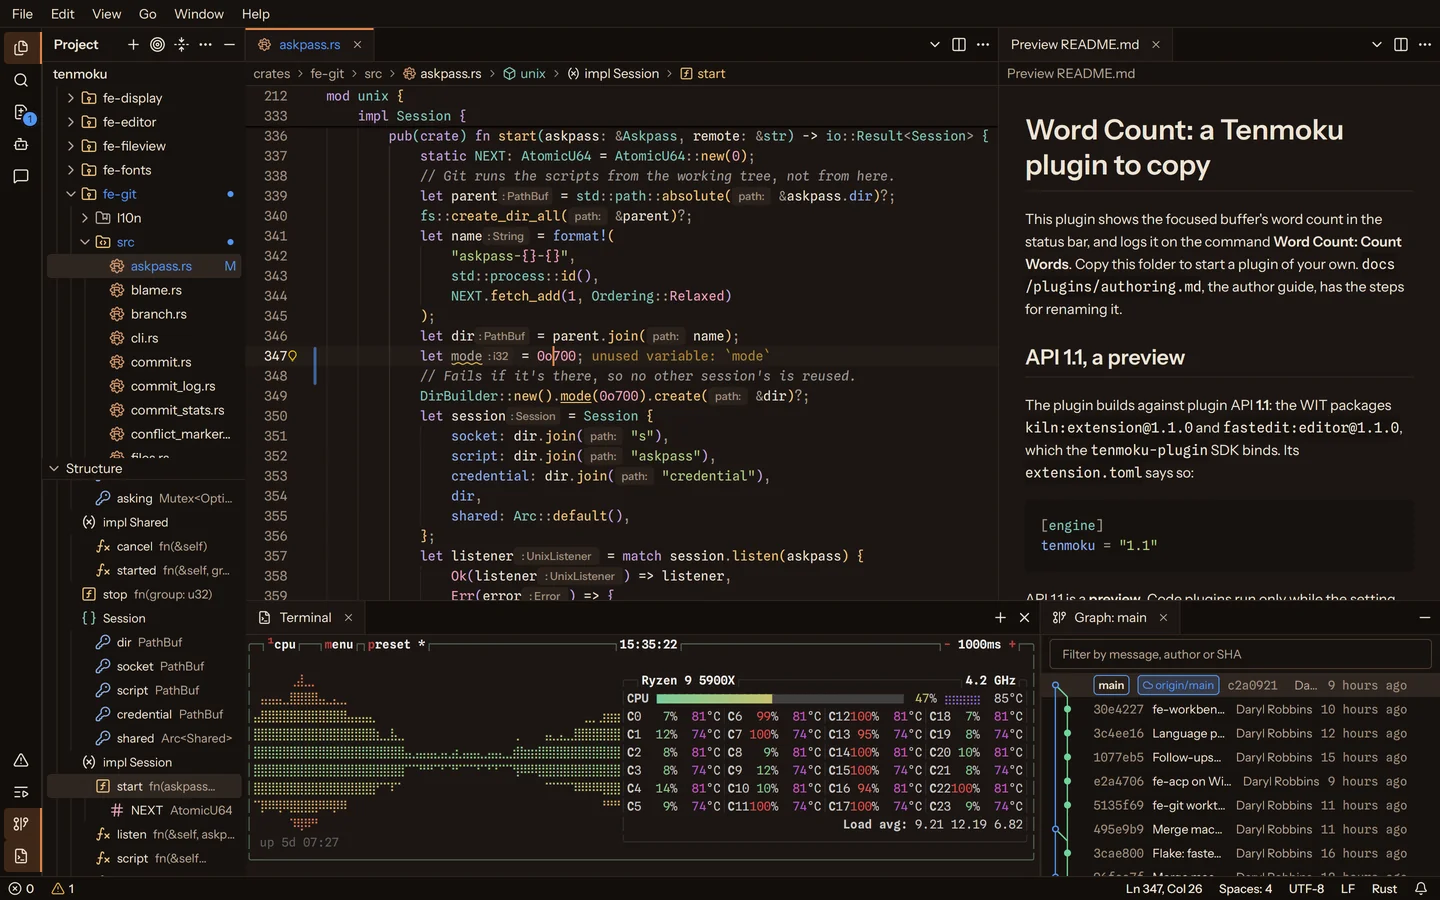 File Edit View Go Window Help
Project
tenmoku
fe-display
fe-editor
fe-fileview
fe-fonts
fe-git
l10n
src
askpass.rs M
blame.rs
branch.rs
cli.rs
commit.rs
commit_log.rs
commit_stats.rs
conflict_marker...
files.rs
Structure
asking Mutex<Opti...
impl Shared
cancel fn(&self)
started fn(&self, gr...
stop fn(group: u32)
Session
dir PathBuf
socket PathBuf
script PathBuf
credential PathBuf
shared Arc<Shared>
impl Session
start fn(askpass...
NEXT AtomicU64
listen fn(&self, askp...
script fn(&self...
1
askpass.rs
crates > fe-git > src > askpass.rs > unix > impl Session > start
212 mod unix {
333 impl Session {
336 pub(crate) fn start(askpass: &Askpass, remote: &str) -> io::Result<Session> {
337 static NEXT: AtomicU64 = AtomicU64::new(0);
338 // Git runs the scripts from the working tree, not from here.
339 let parent : PathBuf = std::path::absolute( path: &askpass.dir)?;
340 fs::create_dir_all( path: &parent)?;
341 let name : String = format!(
342 "askpass-{}-{}",
343 std::process::id(),
344 NEXT.fetch_add(1, Ordering::Relaxed)
345 );
346 let dir : PathBuf = parent.join( path: name);
347 let mode : i32 = 0o700; unused variable: `mode`
348 // Fails if it's there, so no other session's is reused.
349 DirBuilder::new().mode(0o700).create( path: &dir)?;
350 let session : Session = Session {
351 socket: dir.join( path: "s"),
352 script: dir.join( path: "askpass"),
353 credential: dir.join( path: "credential"),
354 dir,
355 shared: Arc::default(),
356 };
357 let listener : UnixListener = match session.listen(askpass) {
358 Ok(listener : UnixListener ) => listener,
359 Err(error : Error ) => {
Preview README.md
Preview README.md
Word Count: a Tenmoku
plugin to copy
This plugin shows the focused buffer's word count in the
status bar, and logs it on the command Word Count: Count
Words. Copy this folder to start a plugin of your own. docs
/plugins/authoring.md, the author guide, has the steps
for renaming it.
API 1.1, a preview
The plugin builds against plugin API 1.1: the WIT packages
kiln:extension@1.1.0 and fastedit:editor@1.1.0,
which the tenmoku-plugin SDK binds. Its
extension.toml says so:
[engine]
tenmoku = "1.1"
API 1.1 is a preview. Code plugins run only while the setting
Terminal
1cpu menu preset * 15:35:22 - 1000ms +
Ryzen 9 5900X 4.2 GHz
CPU 47% 85°C
C0 7% 81°C C6 99% 81°C C12100% 81°C C18 7% 81°C
C1 12% 74°C C7 100% 74°C C13 95% 74°C C19 8% 74°C
C2 8% 81°C C8 9% 81°C C14100% 81°C C20 10% 81°C
C3 8% 74°C C9 12% 74°C C15100% 74°C C21 8% 74°C
C4 14% 81°C C10 10% 81°C C16 94% 81°C C22100% 81°C
C5 9% 74°C C11100% 74°C C17100% 74°C C23 9% 74°C
Load avg: 9.21 12.19 6.82
up 5d 07:27
Graph: main
Filter by message, author or SHA
main origin/main c2a0921 Da... 9 hours ago
30e4227 fe-workben... Daryl Robbins 10 hours ago
3c4ee16 Language p... Daryl Robbins 12 hours ago
1077eb5 Follow-ups... Daryl Robbins 15 hours ago
e2a4706 fe-acp on Wi... Daryl Robbins 9 hours ago
5135f69 fe-git workt... Daryl Robbins 11 hours ago
495e9b9 Merge mac... Daryl Robbins 11 hours ago
3cae800 Flake: faste... Daryl Robbins 16 hours ago
0 1
Ln 347, Col 26 Spaces: 4 UTF-8 LF Rust